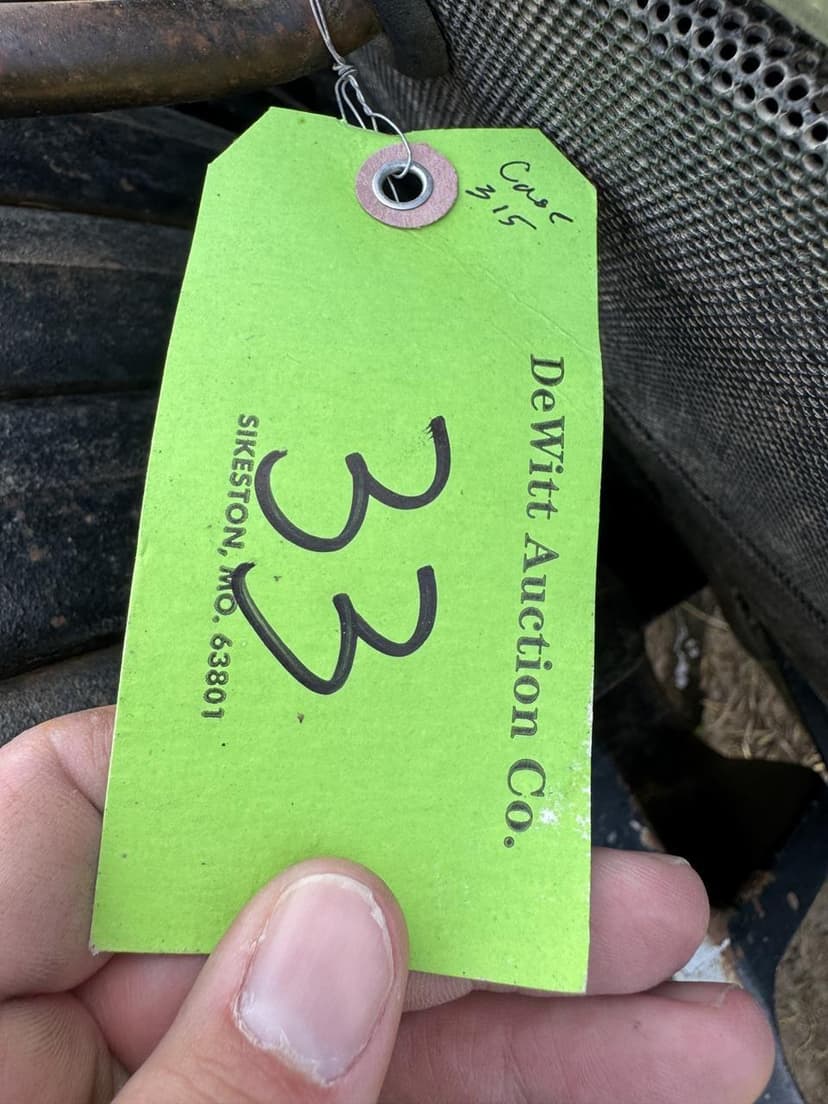 Case
315
DeWitt Auction Co.
33
SIKESTON, MO. 63801